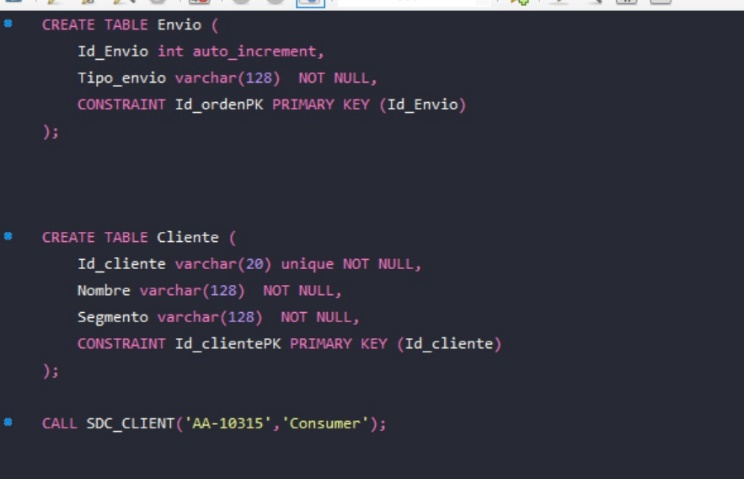 CREATE TABLE Envio (
Id_Envio int auto_increment,
Tipo_envio varchar(128)  NOT NULL,
CONSTRAINT Id_ordenPK PRIMARY KEY (Id_Envio)
);
CREATE TABLE Cliente (
Id_cliente varchar(20) unique NOT NULL,
Nombre varchar(128)  NOT NULL,
Segmento varchar(128)  NOT NULL,
CONSTRAINT Id_clientePK PRIMARY KEY (Id_cliente)
);
CALL SDC_CLIENT('AA-10315','Consumer');